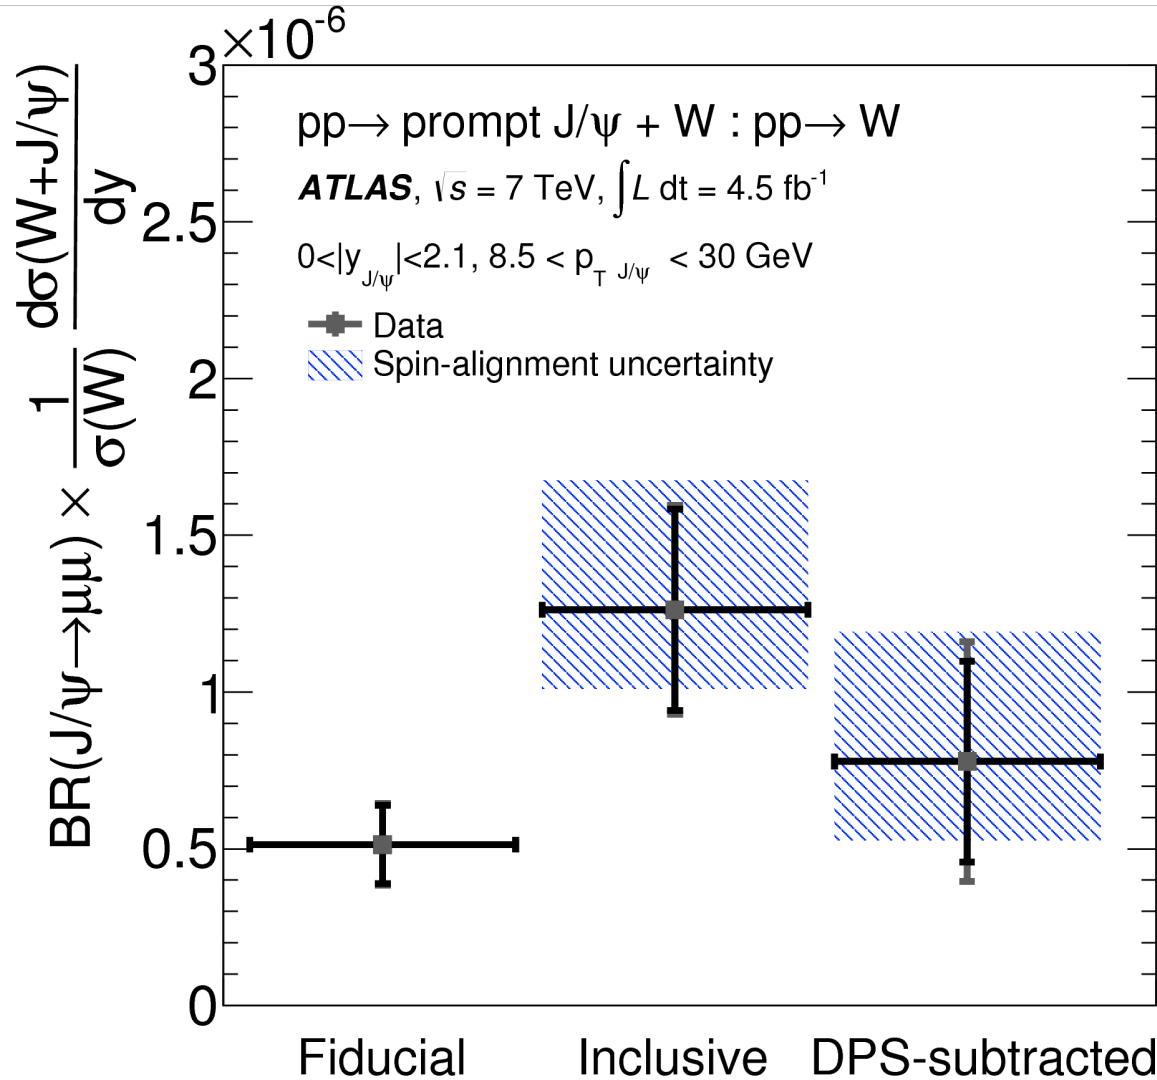 ×10⁻⁶
BR(J/ψ→μμ) × 1/σ(W) dσ(W+J/ψ)/dy
3
2.5
2
1.5
1
0.5
0
pp→ prompt J/ψ + W : pp→ W
ATLAS, √s = 7 TeV, ∫L dt = 4.5 fb⁻¹
0<|y J/ψ|<2.1, 8.5 < p T J/ψ < 30 GeV
Data
Spin-alignment uncertainty
Fiducial Inclusive DPS-subtracted